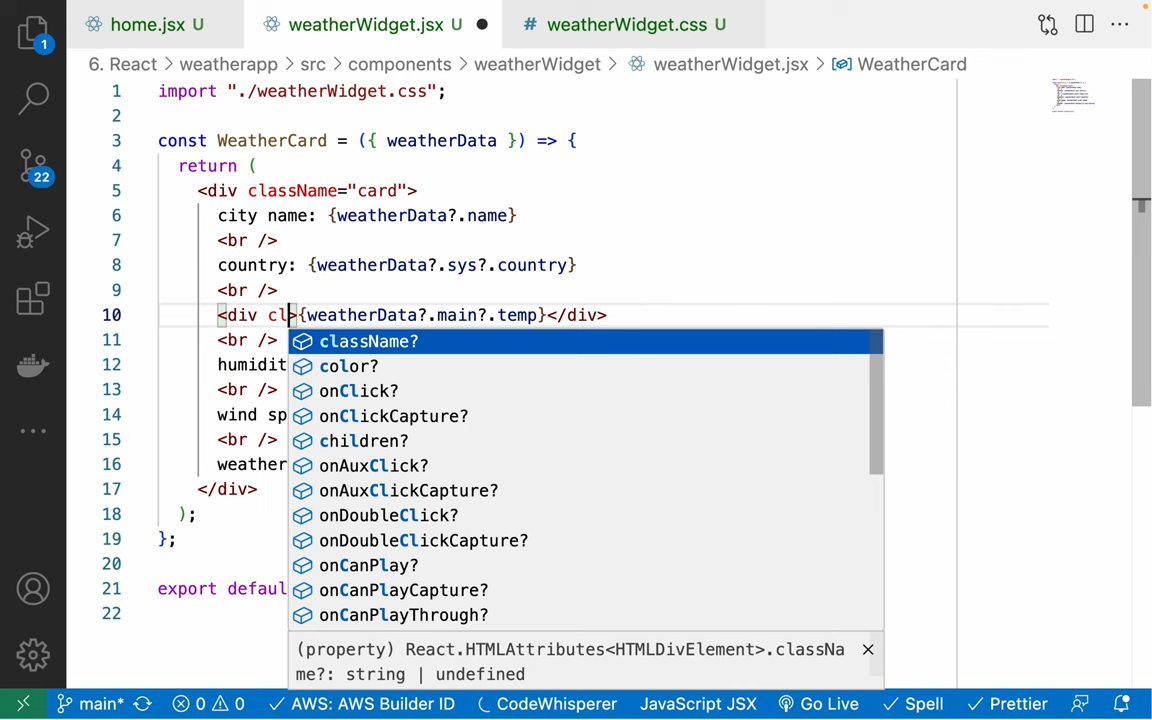 home.jsx U
weatherWidget.jsx U
# weatherWidget.css U
1
6. React > weatherapp > src > components > weatherWidget > weatherWidget.jsx > WeatherCard
1 import "./weatherWidget.css";
2
3 const WeatherCard = ({ weatherData }) => {
4 return (
5 <div className="card">
6 city name: {weatherData?.name}
7 <br />
8 country: {weatherData?.sys?.country}
9 <br />
10 <div cl>{weatherData?.main?.temp}</div>
11 <br />
12 humidit
13 <br />
14 wind sp
15 <br />
16 weather
17 </div>
18 );
19 };
20
21 export defaul
22
className?
color?
onClick?
onClickCapture?
children?
onAuxClick?
onAuxClickCapture?
onDoubleClick?
onDoubleClickCapture?
onCanPlay?
onCanPlayCapture?
onCanPlayThrough?
(property) React.HTMLAttributes<HTMLDivElement>.classNa
me?: string | undefined
22
main* 0 0 AWS: AWS Builder ID CodeWhisperer JavaScript JSX Go Live Spell Prettier